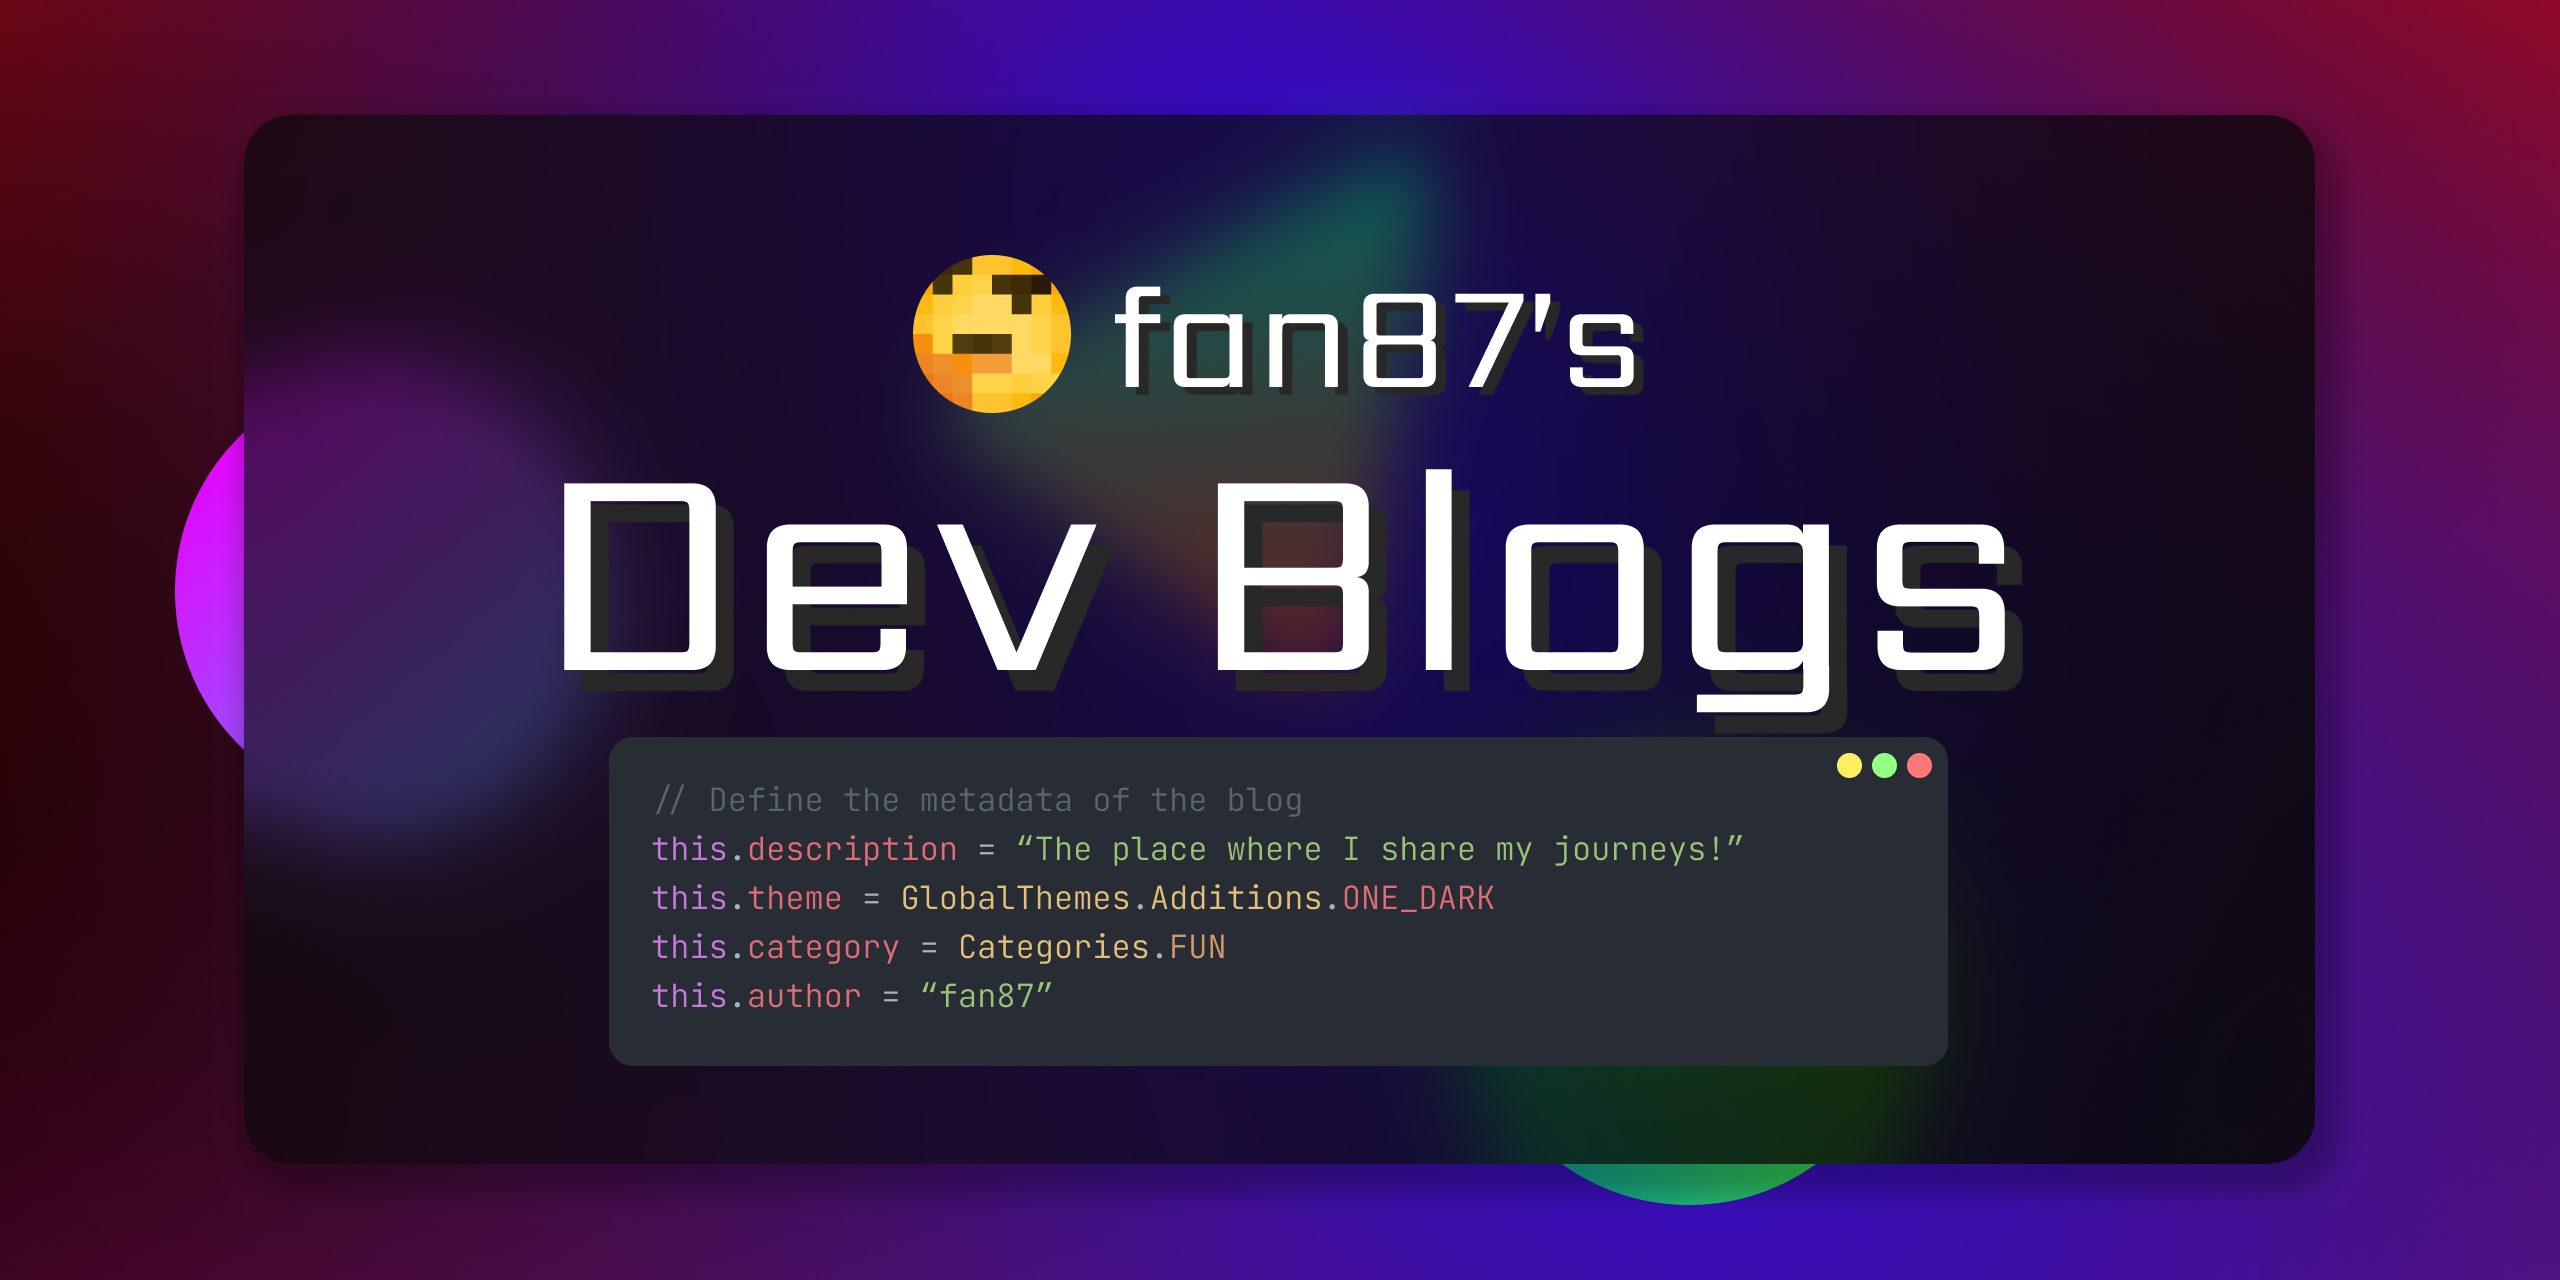 fan87's
Dev Blogs
// Define the metadata of the blog
this.description = “The place where I share my journeys!”
this.theme = GlobalThemes.Additions.ONE_DARK
this.category = Categories.FUN
this.author = “fan87”